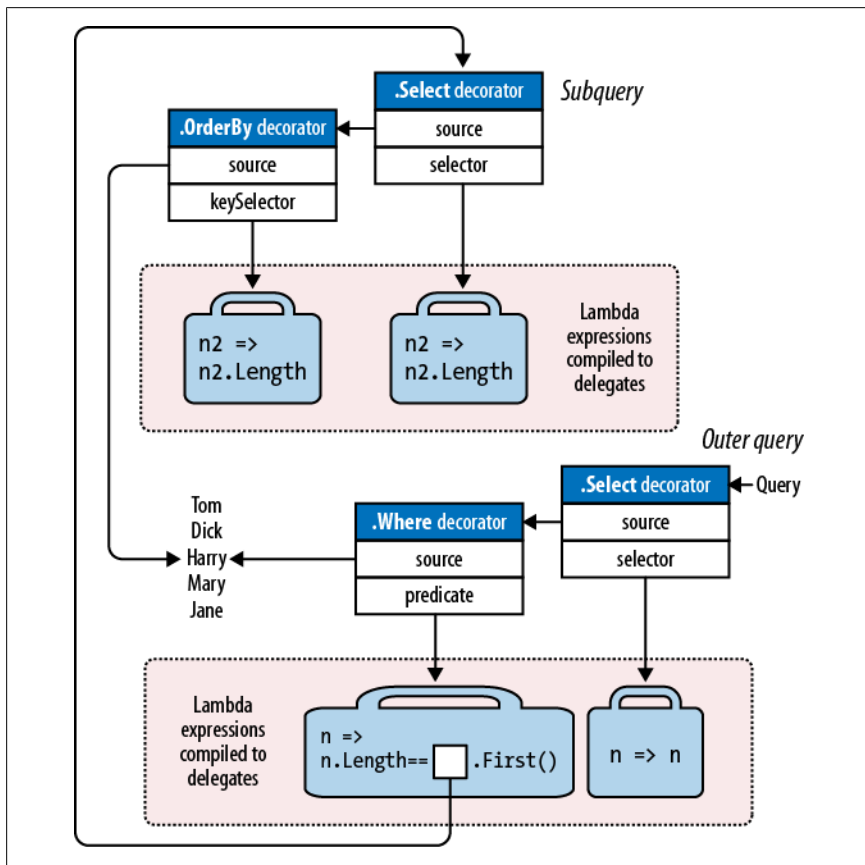 .Select decorator
Subquery
source
selector
.OrderBy decorator
source
keySelector
n2 =>
n2.Length
n2 =>
n2.Length
Lambda
expressions
compiled to
delegates
Outer query
.Select decorator
Query
source
selector
.Where decorator
source
predicate
Tom
Dick
Harry
Mary
Jane
Lambda
expressions
compiled to
delegates
n =>
n.Length== .First()
n => n